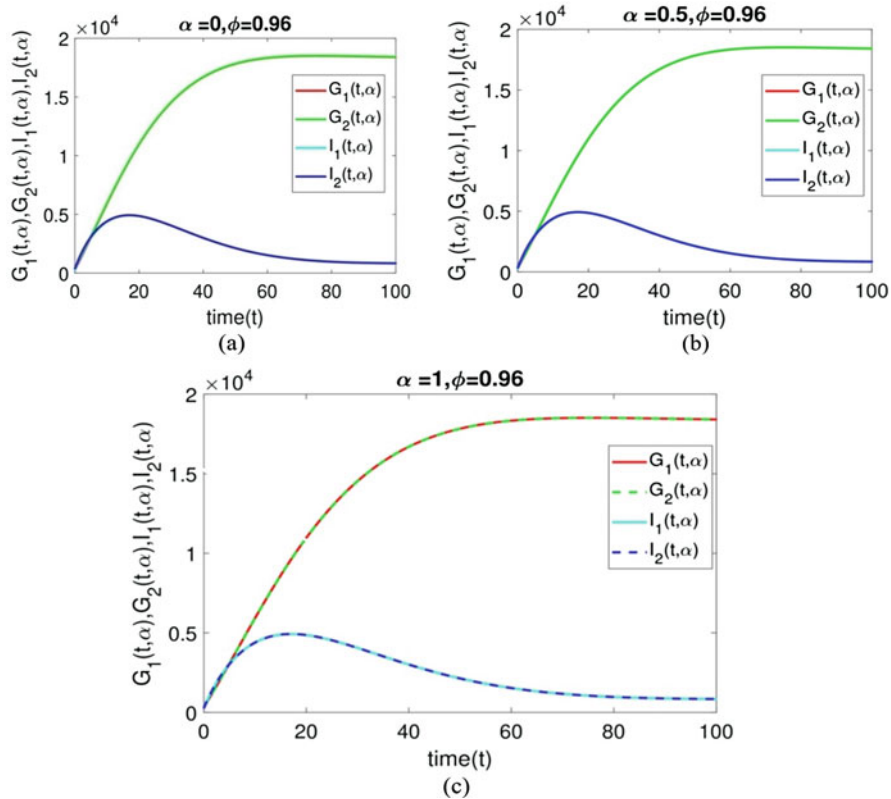 α =0,ϕ=0.96
×10⁴
G₁(t,α),G₂(t,α),I₁(t,α),I₂(t,α)
2
1.5
1
0.5
0
G₁(t,α)
G₂(t,α)
I₁(t,α)
I₂(t,α)
0 20 40 60 80 100
time(t)
(a)
α =0.5,ϕ=0.96
×10⁴
G₁(t,α),G₂(t,α),I₁(t,α),I₂(t,α)
2
1.5
1
0.5
0
G₁(t,α)
G₂(t,α)
I₁(t,α)
I₂(t,α)
0 20 40 60 80 100
time(t)
(b)
α =1,ϕ=0.96
×10⁴
G₁(t,α),G₂(t,α),I₁(t,α),I₂(t,α)
2
1.5
1
0.5
0
G₁(t,α)
G₂(t,α)
I₁(t,α)
I₂(t,α)
0 20 40 60 80 100
time(t)
(c)